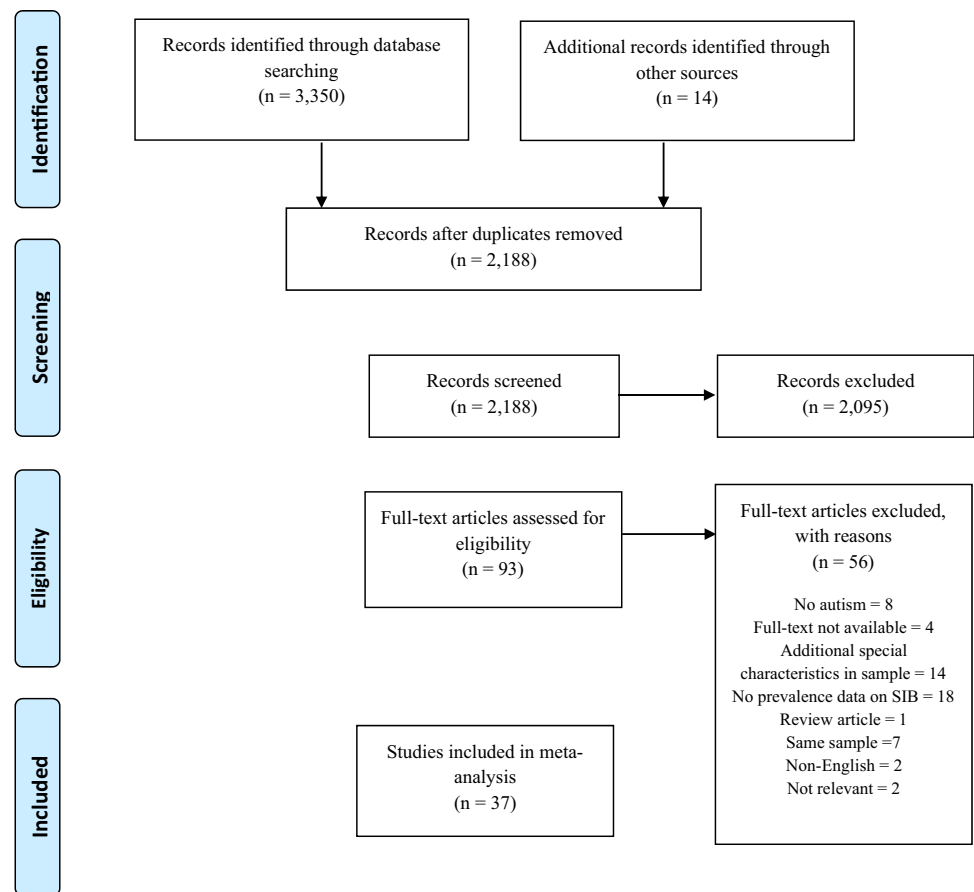 Identification
Records identified through database
searching
(n = 3,350)
Additional records identified through
other sources
(n = 14)
Records after duplicates removed
(n = 2,188)
Screening
Records screened
(n = 2,188)
Records excluded
(n = 2,095)
Eligibility
Full-text articles assessed for
eligibility
(n = 93)
Full-text articles excluded,
with reasons
(n = 56)
No autism = 8
Full-text not available = 4
Additional special
characteristics in sample = 14
No prevalence data on SIB = 18
Review article = 1
Same sample =7
Non-English = 2
Not relevant = 2
Included
Studies included in meta-
analysis
(n = 37)